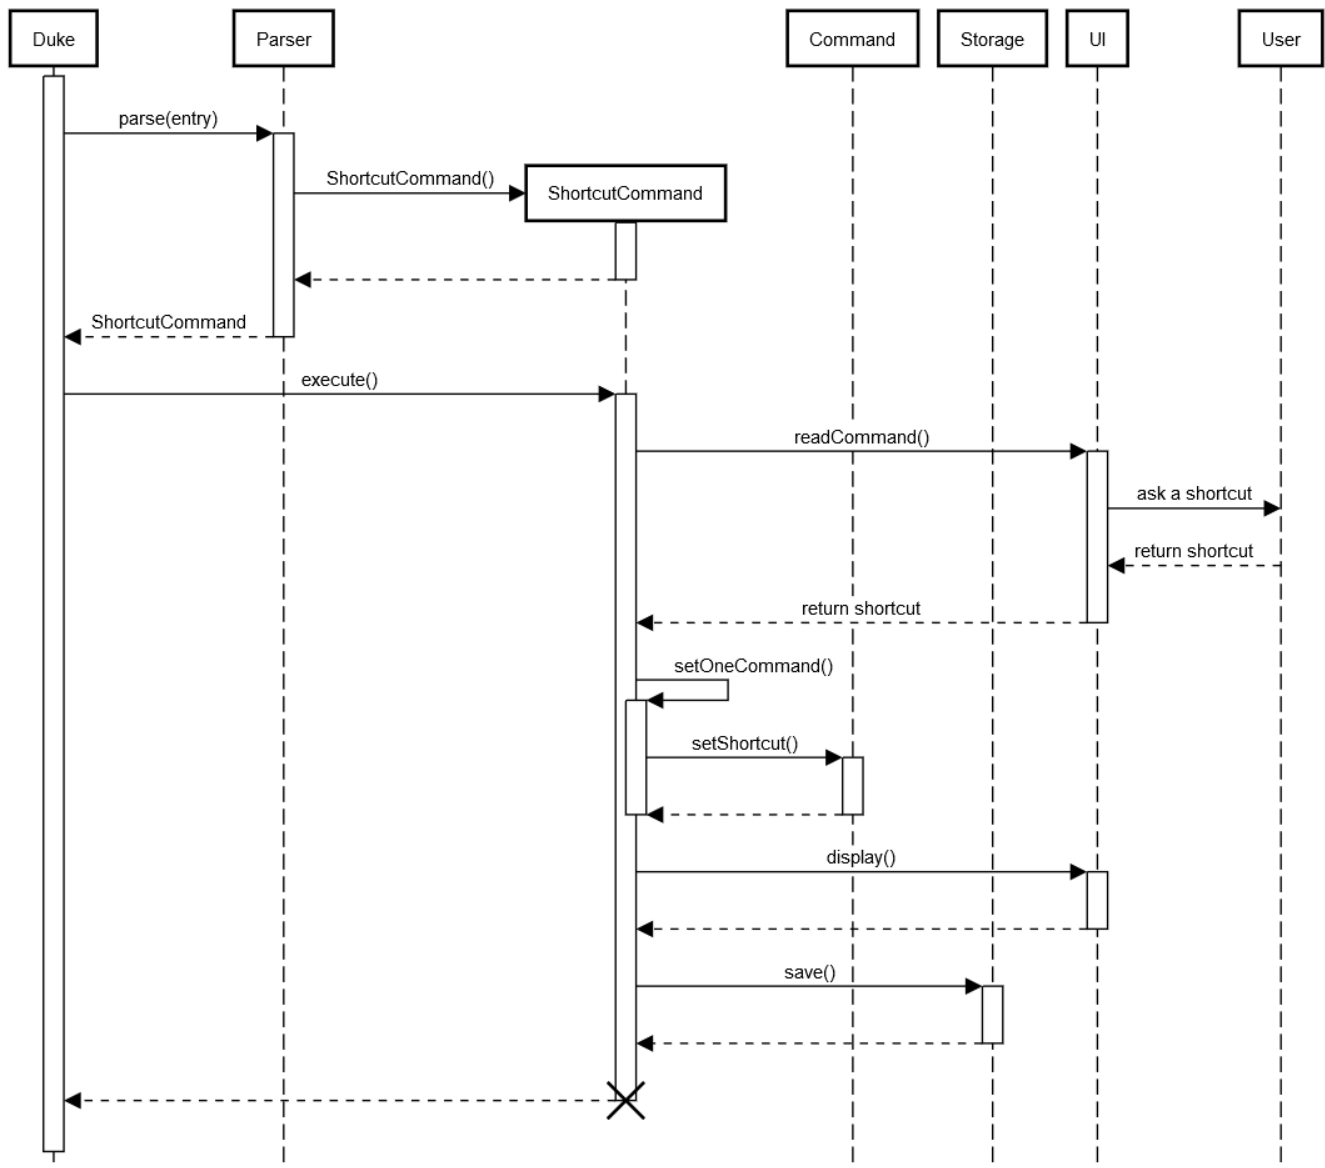 Duke
Parser
Command
Storage
UI
User
parse(entry)
ShortcutCommand()
ShortcutCommand
ShortcutCommand
execute()
readCommand()
ask a shortcut
return shortcut
return shortcut
setOneCommand()
setShortcut()
display()
save()